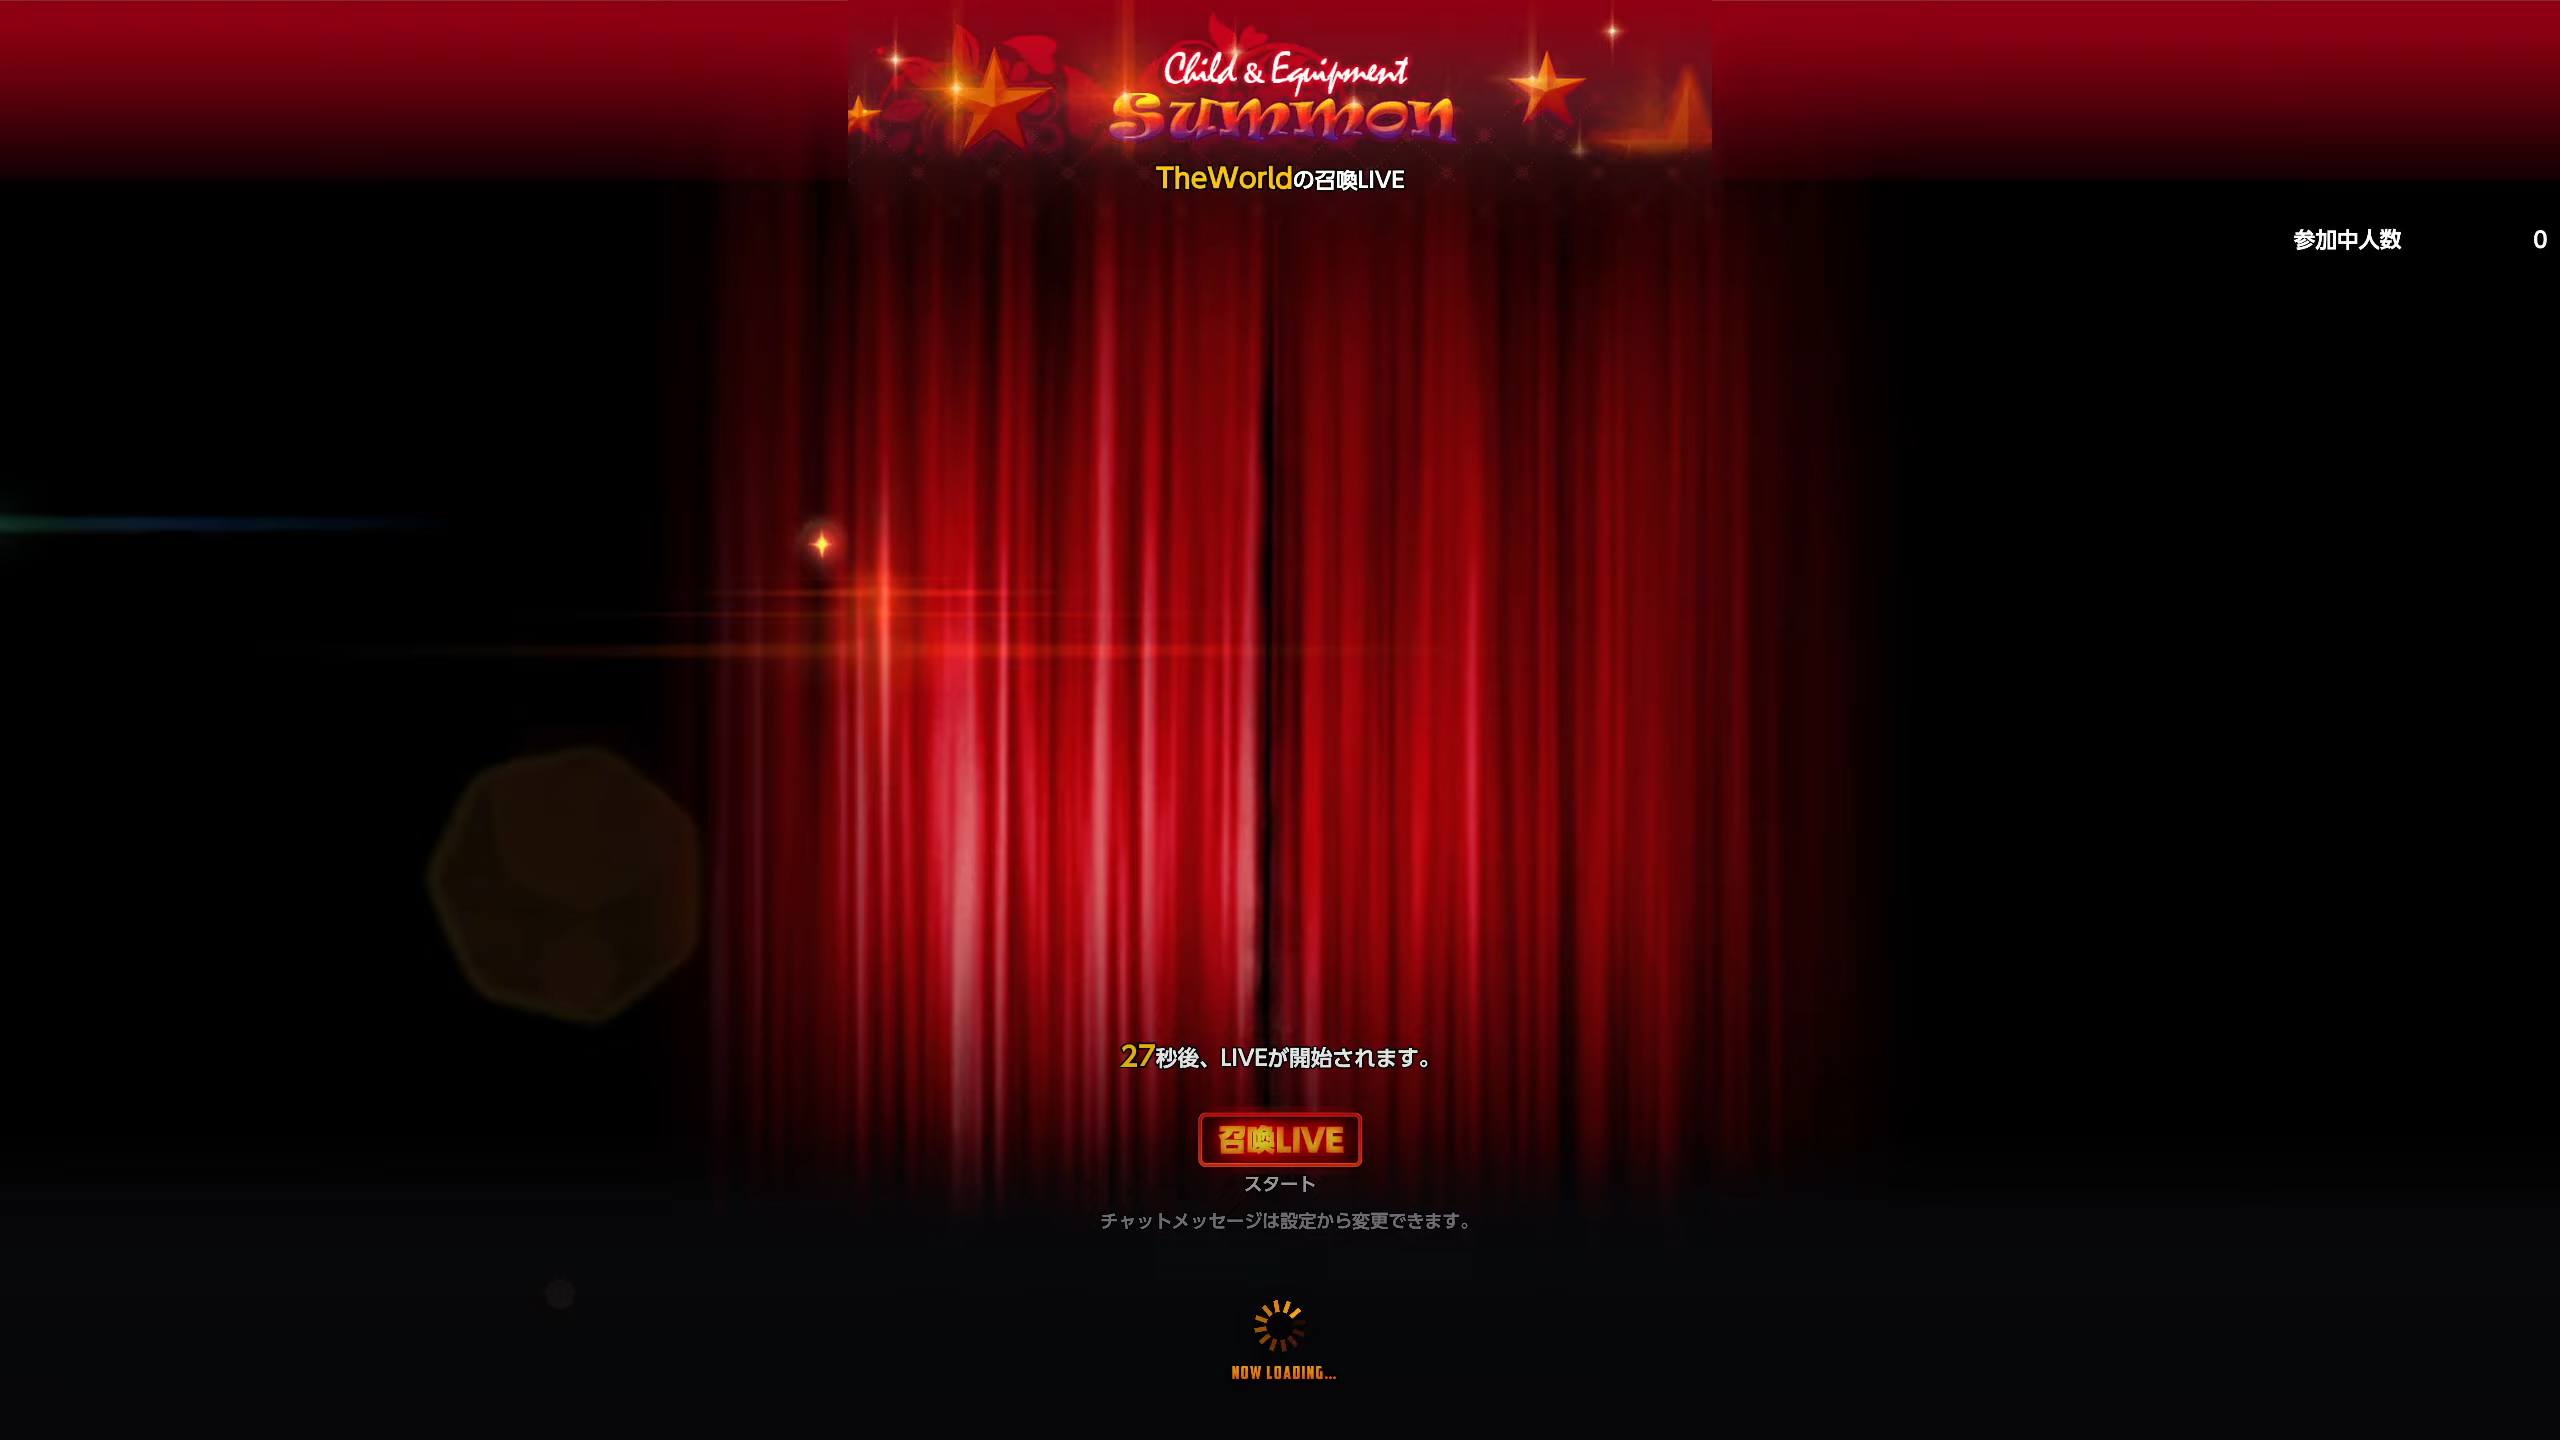 Child & Equipment
Summon
TheWorldの召喚LIVE
参加中人数 0
27秒後、LIVEが開始されます。
召喚LIVE
スタート
チャットメッセージは設定から変更できます。
NOW LOADING...